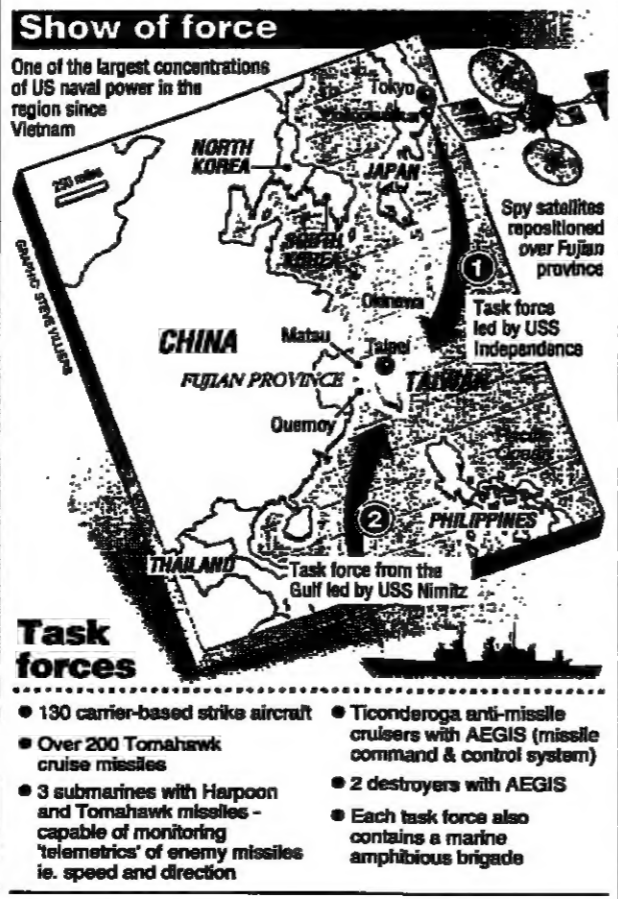 Show of force
One of the largest concentrations
of US naval power in the
region since
Vietnam
Tokyo
Yokosuka
NORTH
KOREA
JAPAN
250 miles
SOUTH
KOREA
Spy satellites
repositioned
over Fujian
province
GRAPHIC: STEVE VILLIERS
1
Okinawa
Task force
led by USS
Independence
CHINA
Matsu
Taipei
FUJIAN PROVINCE
TAIWAN
Quemoy
Pacific
Ocean
2
PHILIPPINES
THAILAND
Task force from the
Gulf led by USS Nimitz
Task
forces
● 130 carrier-based strike aircraft
● Over 200 Tomahawk
cruise missiles
● 3 submarines with Harpoon
and Tomahawk missiles -
capable of monitoring
'telemetrics' of enemy missiles
ie. speed and direction
● Ticonderoga anti-missile
cruisers with AEGIS (missile
command & control system)
● 2 destroyers with AEGIS
● Each task force also
contains a marine
amphibious brigade